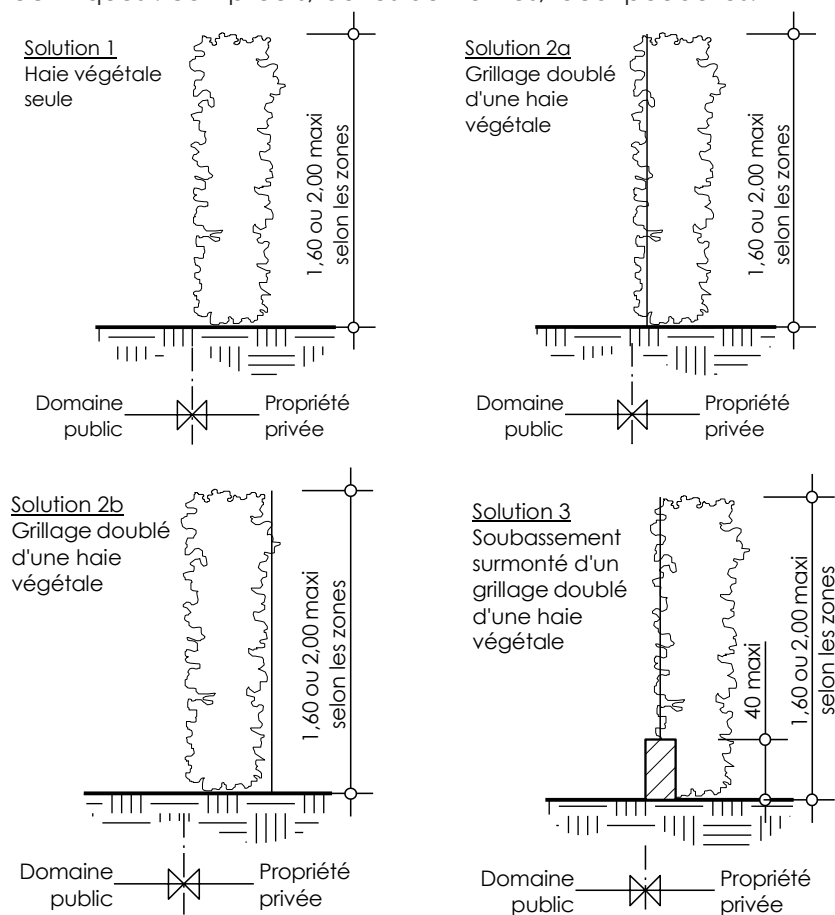 Solution 1
Haie végétale
seule
1,60 ou 2,00 maxi
selon les zones
Domaine
public
Propriété
privée
Solution 2a
Grillage doublé
d'une haie
végétale
1,60 ou 2,00 maxi
selon les zones
Domaine
public
Propriété
privée
Solution 2b
Grillage doublé
d'une haie
végétale
1,60 ou 2,00 maxi
selon les zones
Domaine
public
Propriété
privée
Solution 3
Soubassement
surmonté d'un
grillage doublé
d'une haie
végétale
40 maxi
1,60 ou 2,00 maxi
selon les zones
Domaine
public
Propriété
privée